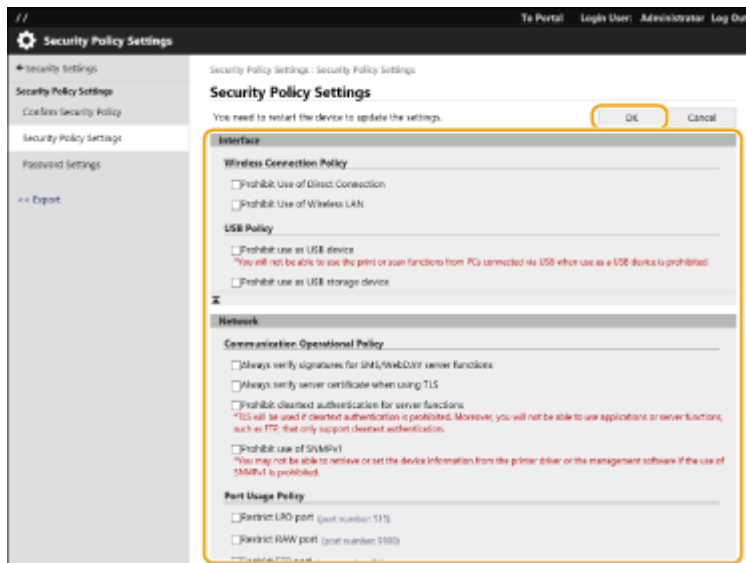 //
To Portal Login User: Administrator Log Ou
Security Policy Settings
Security Settings
Security Policy Settings
Confirm Security Policy
Security Policy Settings
Password Settings
<< Export
Security Policy Settings : Security Policy Settings
Security Policy Settings
You need to restart the device to update the settings.
OK Cancel
Interface
Wireless Connection Policy
Prohibit Use of Direct Connection
Prohibit Use of Wireless LAN
USB Policy
Prohibit use as USB device
*You will not be able to use the print or scan functions from PCs connected via USB when use as a USB device is prohibited.
Prohibit use as USB storage device
Network
Communication Operational Policy
Always verify signatures for SMS/WebDAV server functions
Always verify server certificate when using TLS
Prohibit cleartext authentication for server functions
*TLS will be used if cleartext authentication is prohibited. Moreover, you will not be able to use applications or server functions,
such as FTP, that only support cleartext authentication.
Prohibit use of SNMPv1
*You may not be able to retrieve or set the device information from the printer driver or the management software if the use of
SNMPv1 is prohibited.
Port Usage Policy
Restrict LPD port (port number: 515)
Restrict RAW port (port number: 9100)